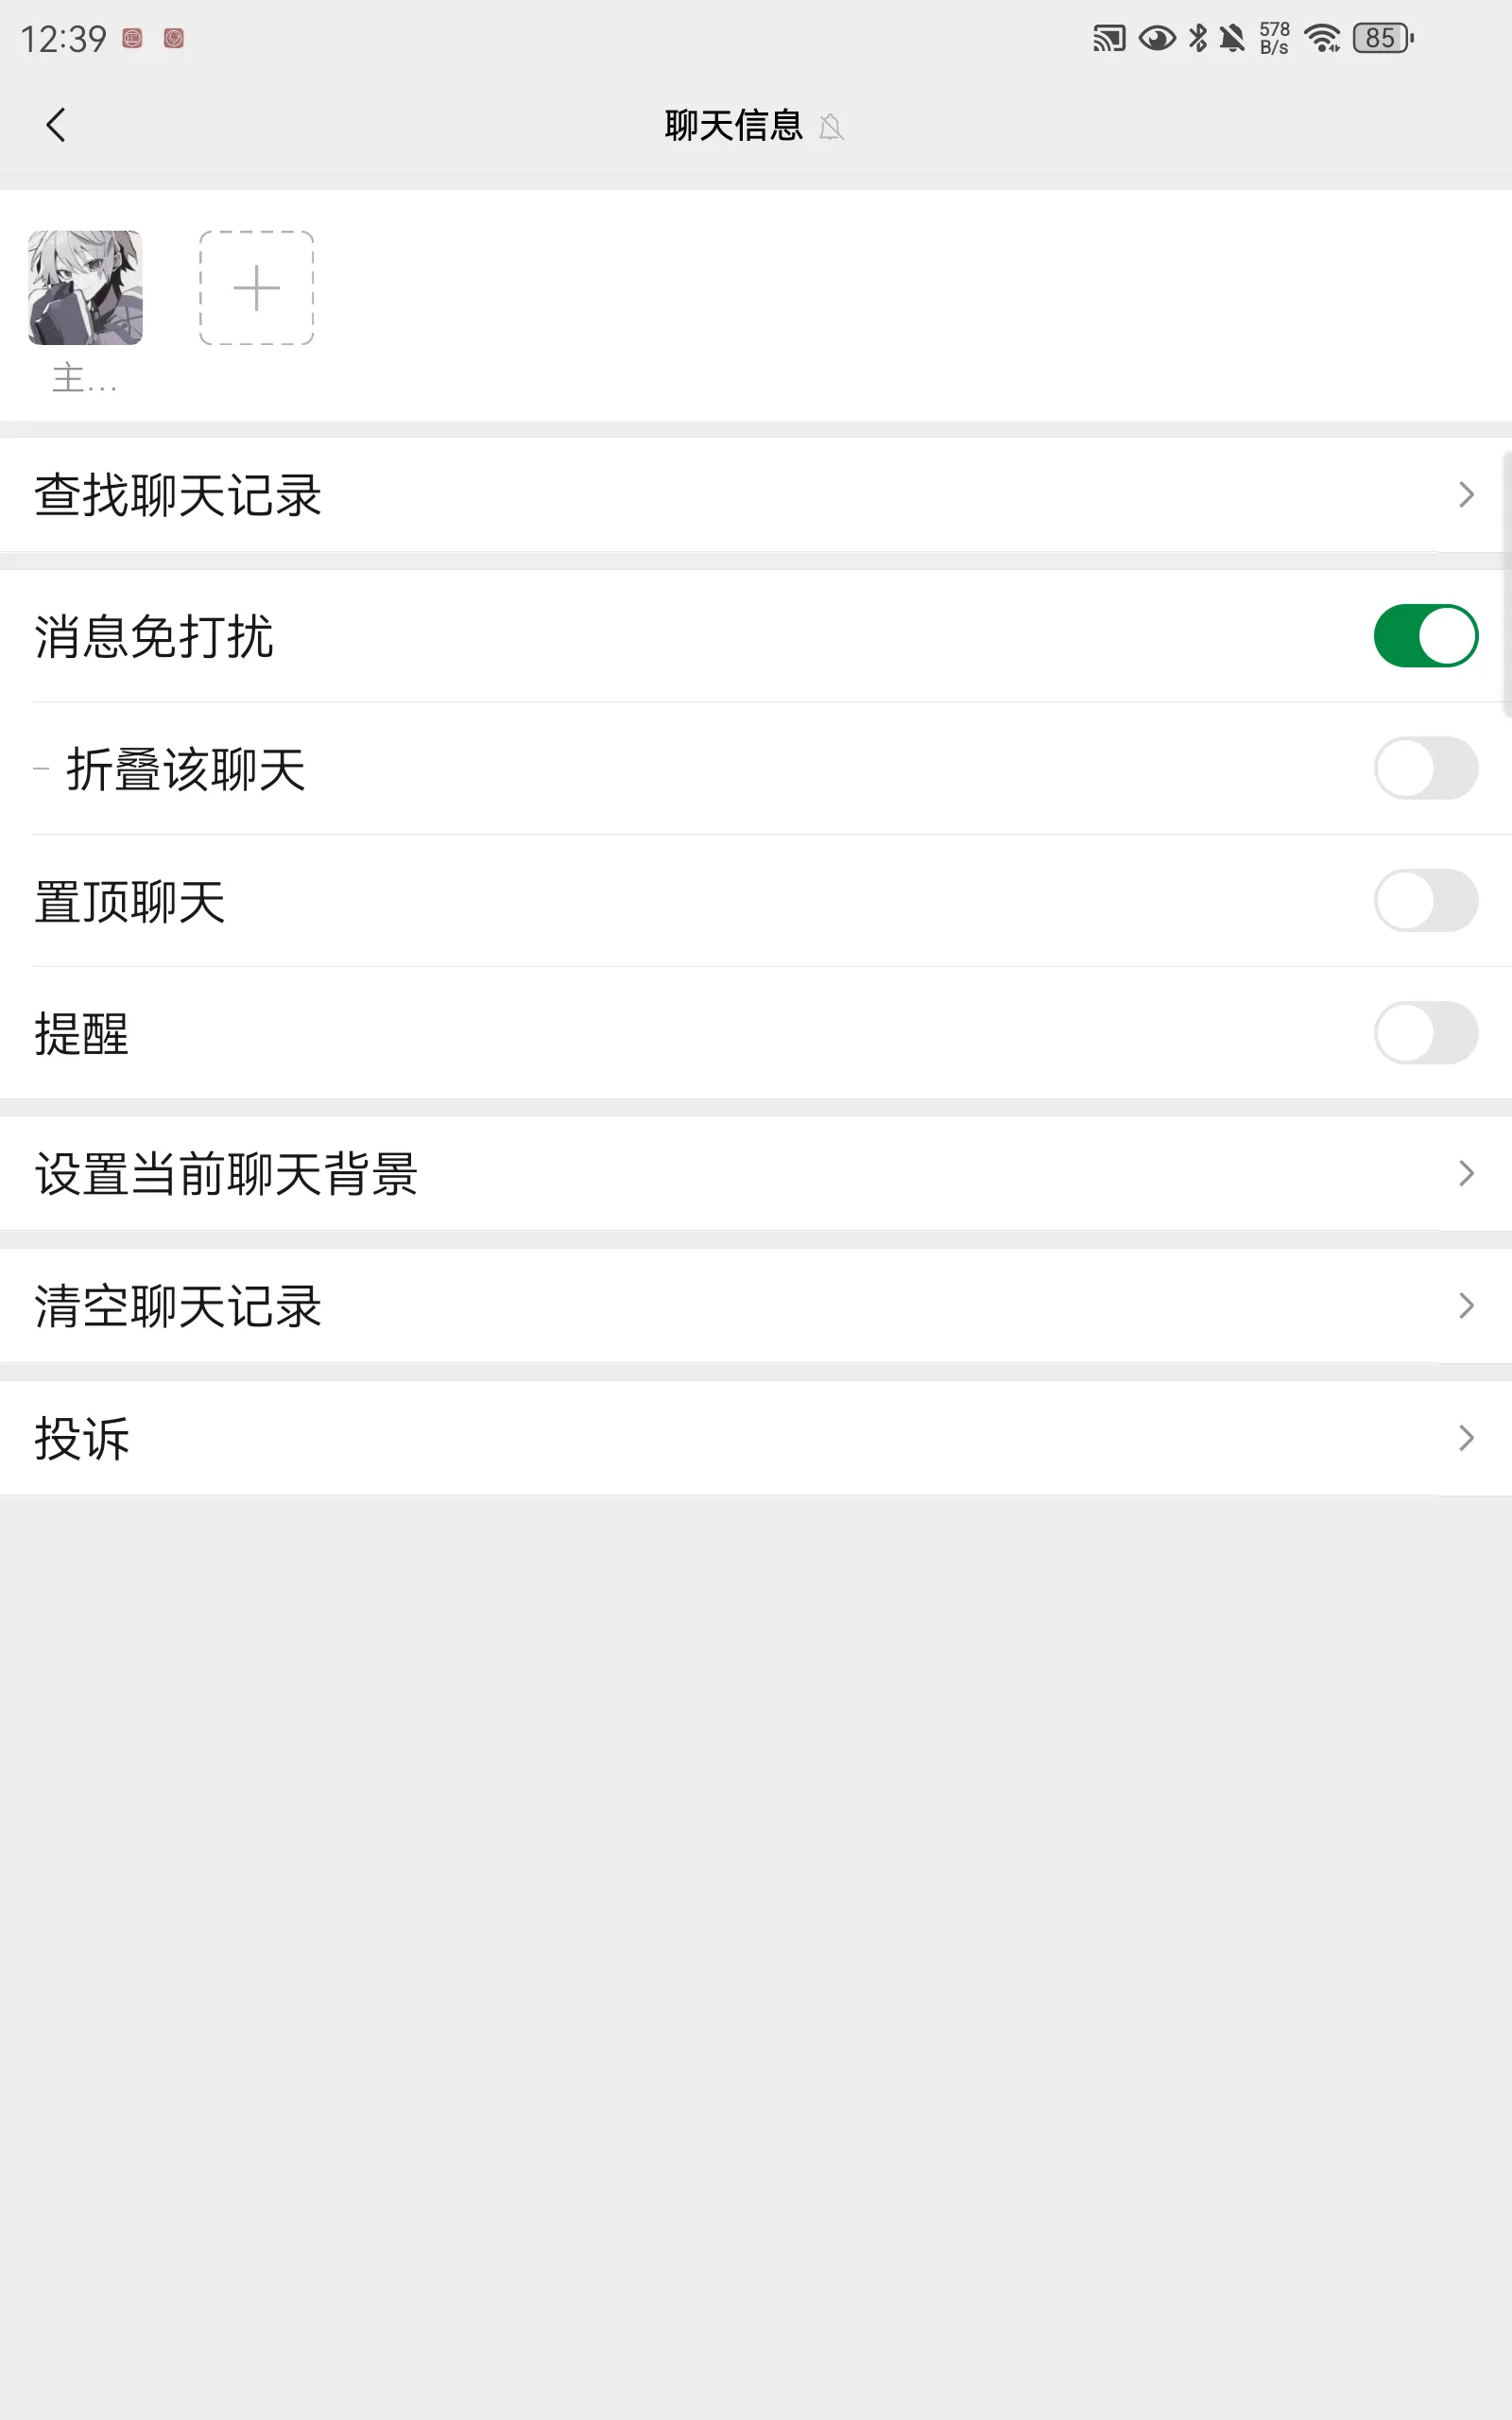 12:39
578
B/s
85
聊天信息
主...
查找聊天记录
消息免打扰
折叠该聊天
置顶聊天
提醒
设置当前聊天背景
清空聊天记录
投诉